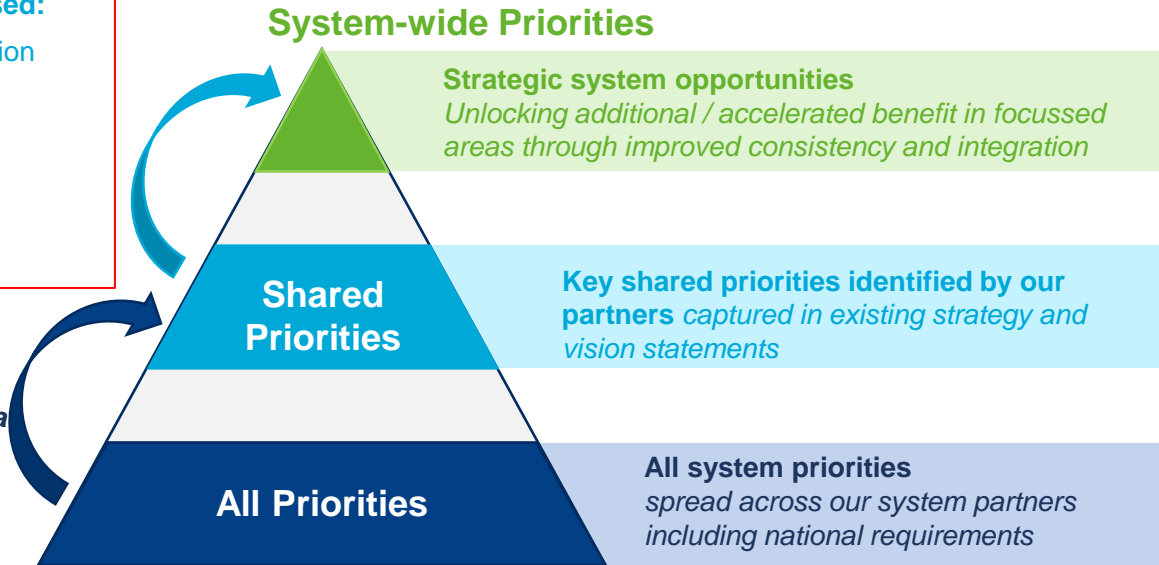 sed:
ion
System-wide Priorities
Strategic system opportunities
Unlocking additional / accelerated benefit in focussed
areas through improved consistency and integration
Shared
Priorities
Key shared priorities identified by our
partners captured in existing strategy and
vision statements
a
All Priorities
All system priorities
spread across our system partners
including national requirements